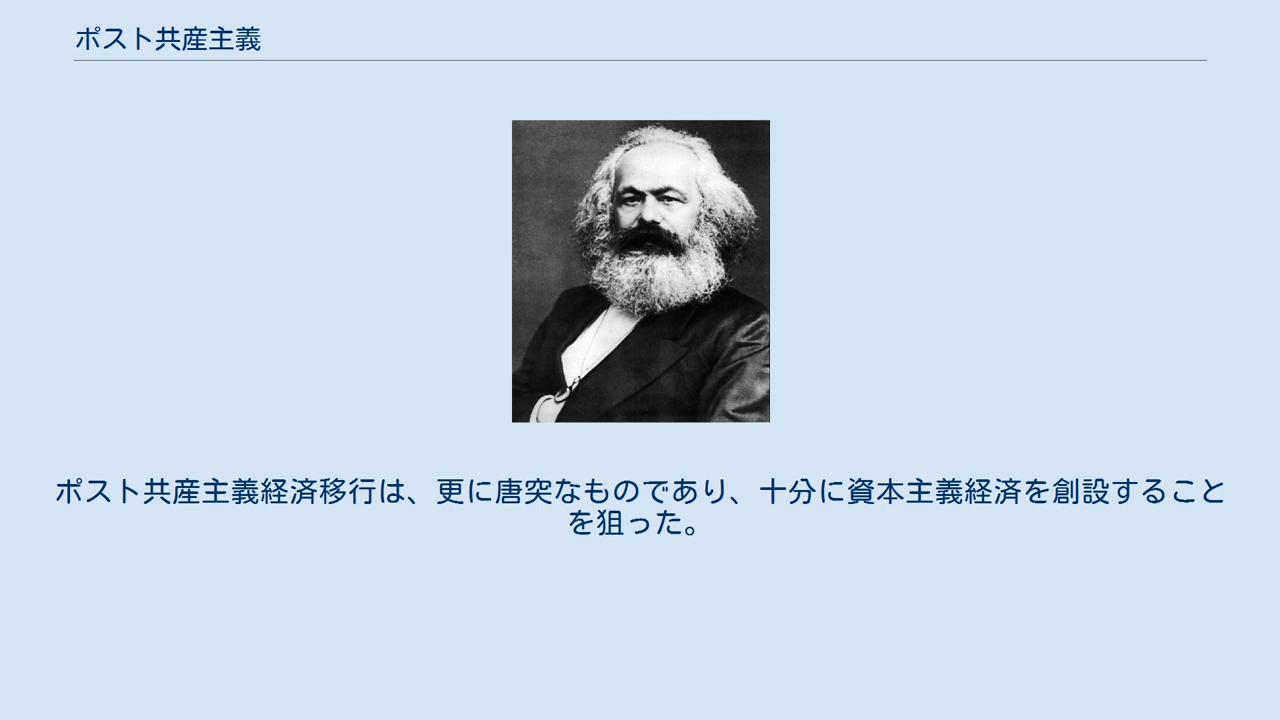 ポスト共産主義
ポスト共産主義経済移行は、更に唐突なものであり、十分に資本主義経済を創設すること
を狙った。